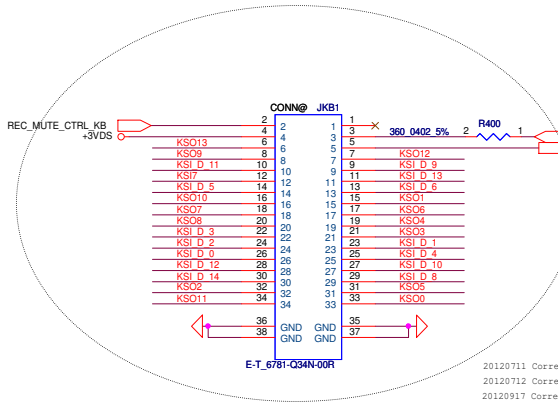 CONN@ JKB1
REC_MUTE_CTRL_KB 2 2 1 1
+3VDS 4 4 3 3 360_0402_5% 2 R400 1
KSO13 6 6 5 5
KSO9 8 8 7 7 KSO12
KSI_D_11 10 10 9 9 KSI_D_9
KSI7 12 12 11 11 KSI_D_13
KSI_D_5 14 14 13 13 KSI_D_6
KSO10 16 16 15 15 KSO1
KSO7 18 18 17 17 KSO6
KSO8 20 20 19 19 KSO4
KSI_D_3 22 22 21 21 KSO3
KSI_D_2 24 24 23 23 KSI_D_1
KSI_D_0 26 26 25 25 KSI_D_4
KSI_D_12 28 28 27 27 KSI_D_10
KSI_D_14 30 30 29 29 KSI_D_8
KSO2 32 32 31 31 KSO5
KSO11 34 34 33 33 KSO0
36 GND GND 35
38 GND GND 37
E-T_6781-Q34N-00R
20120711 Corre
20120712 Corre
20120917 Corre